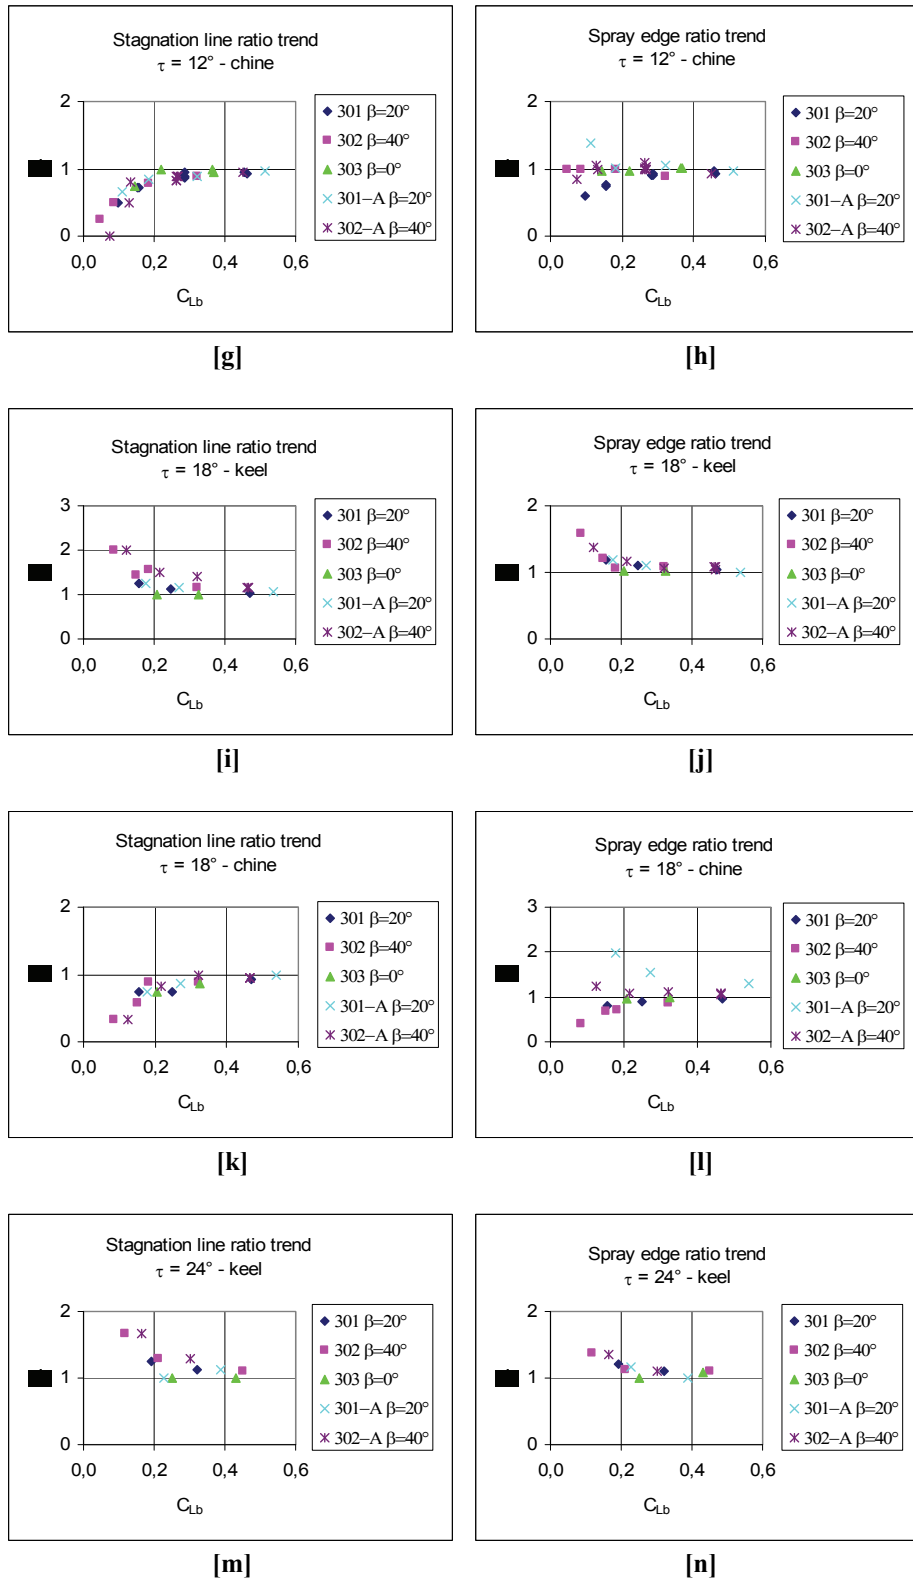 Stagnation line ratio trend
τ = 12° - chine
2
1
0
0,0 0,2 0,4 0,6
C_Lb
301 β=20°
302 β=40°
303 β=0°
301–A β=20°
302–A β=40°
[g]
Spray edge ratio trend
τ = 12° - chine
2
1
0
0,0 0,2 0,4 0,6
C_Lb
301 β=20°
302 β=40°
303 β=0°
301–A β=20°
302–A β=40°
[h]
Stagnation line ratio trend
τ = 18° - keel
3
2
1
0
0,0 0,2 0,4 0,6
C_Lb
301 β=20°
302 β=40°
303 β=0°
301–A β=20°
302–A β=40°
[i]
Spray edge ratio trend
τ = 18° - keel
2
1
0
0,0 0,2 0,4 0,6
C_Lb
301 β=20°
302 β=40°
303 β=0°
301–A β=20°
302–A β=40°
[j]
Stagnation line ratio trend
τ = 18° - chine
2
1
0
0,0 0,2 0,4 0,6
C_Lb
301 β=20°
302 β=40°
303 β=0°
301–A β=20°
302–A β=40°
[k]
Spray edge ratio trend
τ = 18° - chine
3
2
1
0
0,0 0,2 0,4 0,6
C_Lb
301 β=20°
302 β=40°
303 β=0°
301–A β=20°
302–A β=40°
[l]
Stagnation line ratio trend
τ = 24° - keel
2
1
0
0,0 0,2 0,4 0,6
C_Lb
301 β=20°
302 β=40°
303 β=0°
301–A β=20°
302–A β=40°
[m]
Spray edge ratio trend
τ = 24° - keel
2
1
0
0,0 0,2 0,4 0,6
C_Lb
301 β=20°
302 β=40°
303 β=0°
301–A β=20°
302–A β=40°
[n]